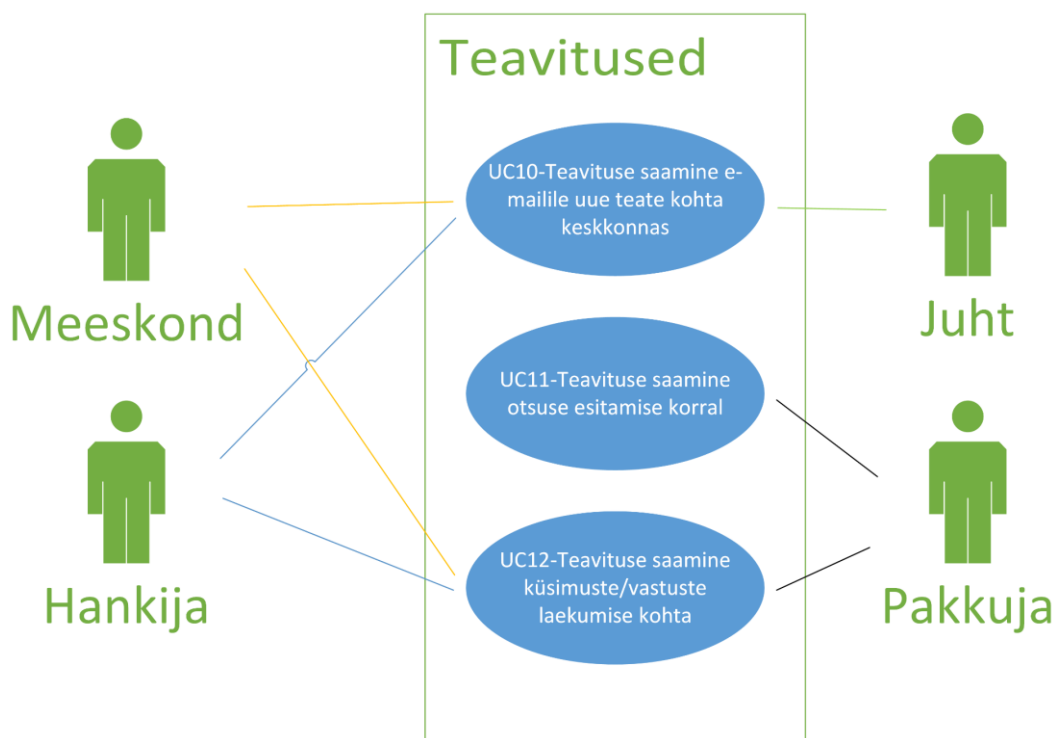 Teavitused
UC10-Teavituse saamine e-
mailile uue teate kohta
keskkonnas
Meeskond
Juht
UC11-Teavituse saamine
otsuse esitamise korral
UC12-Teavituse saamine
küsimuste/vastuste
laekumise kohta
Hankija
Pakkuja